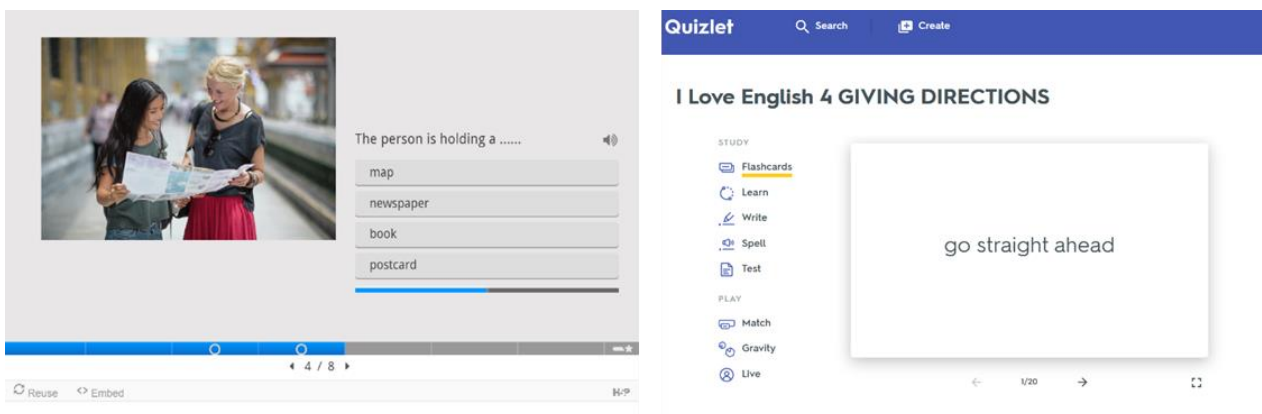 The person is holding a ......
map
newspaper
book
postcard
4 / 8
Reuse
Embed
H-P
Quizlet
Search
Create
I Love English 4 GIVING DIRECTIONS
STUDY
Flashcards
Learn
Write
Spell
Test
PLAY
Match
Gravity
Live
go straight ahead
1/20